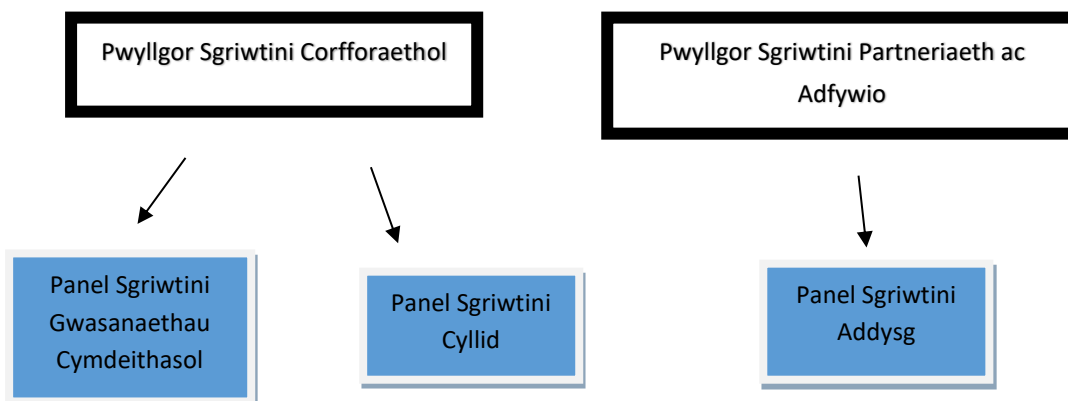 Pwyllgor Sgriwtini Corfforaethol
Pwyllgor Sgriwtini Partneriaeth ac
Adfywio
Panel Sgriwtini
Gwasanaethau
Cymdeithasol
Panel Sgriwtini
Cyllid
Panel Sgriwtini
Addysg